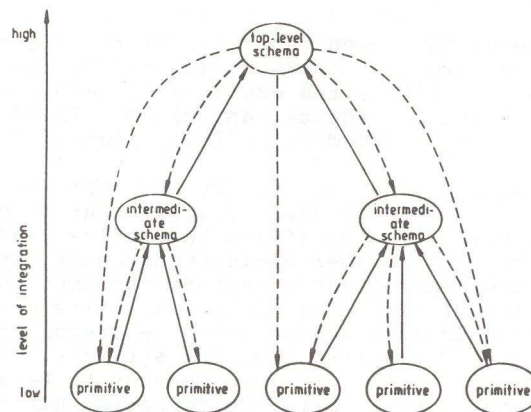 high
top-level
schema
intermedi-
ate
schema
intermedi-
ate
schema
level of integration
low
primitive
primitive
primitive
primitive
primitive